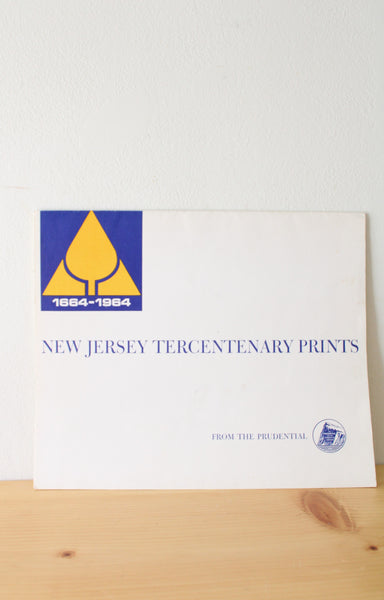 1664-1964
NEW JERSEY TERCENTENARY PRINTS
FROM THE PRUDENTIAL